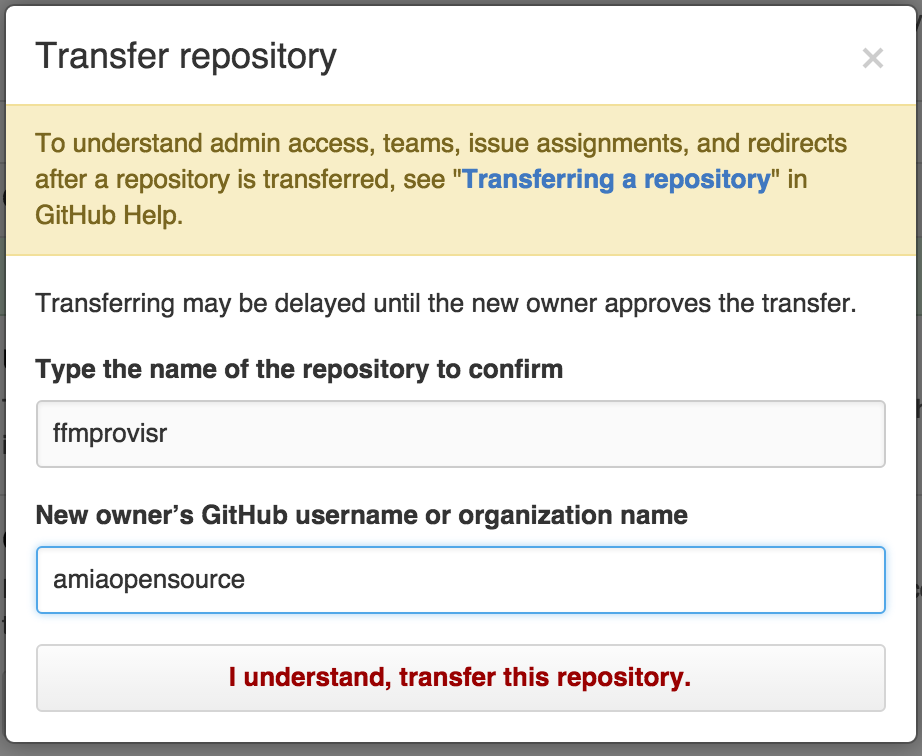 Transfer repository
×
To understand admin access, teams, issue assignments, and redirects
after a repository is transferred, see "Transferring a repository" in
GitHub Help.
Transferring may be delayed until the new owner approves the transfer.
Type the name of the repository to confirm
ffmprovisr
New owner’s GitHub username or organization name
amiaopensource
I understand, transfer this repository.